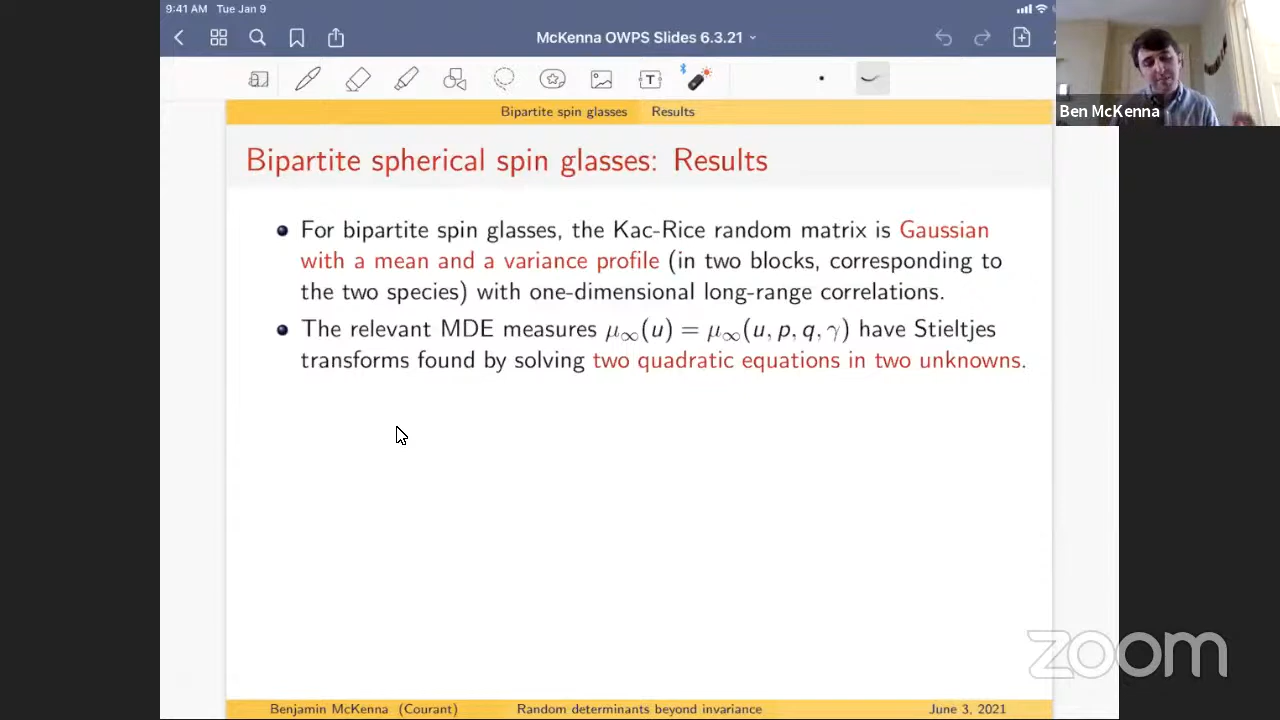 9:41 AM Tue Jan 9
McKenna OWPS Slides 6.3.21
T
Ben McKenna
Bipartite spin glasses Results
Bipartite spherical spin glasses: Results
For bipartite spin glasses, the Kac-Rice random matrix is Gaussian
with a mean and a variance profile (in two blocks, corresponding to
the two species) with one-dimensional long-range correlations.
The relevant MDE measures μ∞(u) = μ∞(u, p, q, γ) have Stieltjes
transforms found by solving two quadratic equations in two unknowns.
zoom
Benjamin McKenna (Courant) Random determinants beyond invariance June 3, 2021